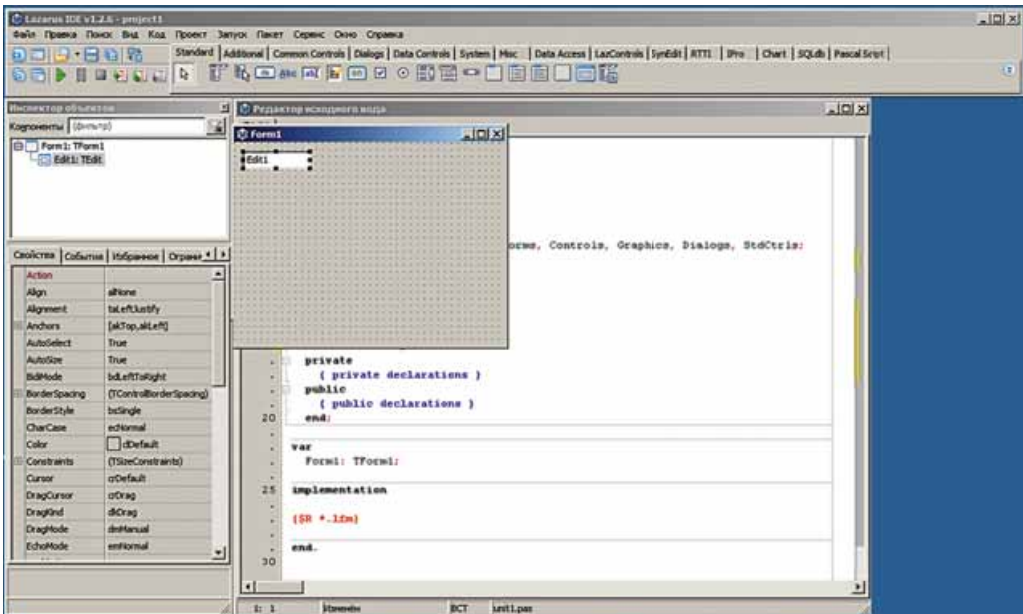 Lazarus IDE v1.2.6 - project1
Файл Правка Поиск Вид Код Проект Запуск Пакет Сервис Окно Справка
Standard Additional Common Controls Dialogs Data Controls System Misc Data Access LazControls SynEdit RTTI IPro Chart SQLdb Pascal Script
Инспектор объектов
Компоненты (фильтр)
Form1: TForm1
Edit1: TEdit
Свойства События Избранное Ограни
Action
Align alNone
Alignment taLeftJustify
Anchors [akTop,akLeft]
AutoSelect True
AutoSize True
BidiMode bdLeftToRight
BorderSpacing (TControlBorderSpacing)
BorderStyle bsSingle
CharCase ecNormal
Color clDefault
Constraints (TSizeConstraints)
Cursor crDefault
DragCursor crDrag
DragKind dkDrag
DragMode dmManual
EchoMode emNormal
Редактор исходного кода
Form1
Edit1
orms, Controls, Graphics, Dialogs, StdCtrls;
private
{ private declarations }
public
{ public declarations }
20 end;
var
Form1: TForm1;
25 implementation
{$R *.lfm}
end.
30
1: 1 Изменён ВСТ unit1.pas